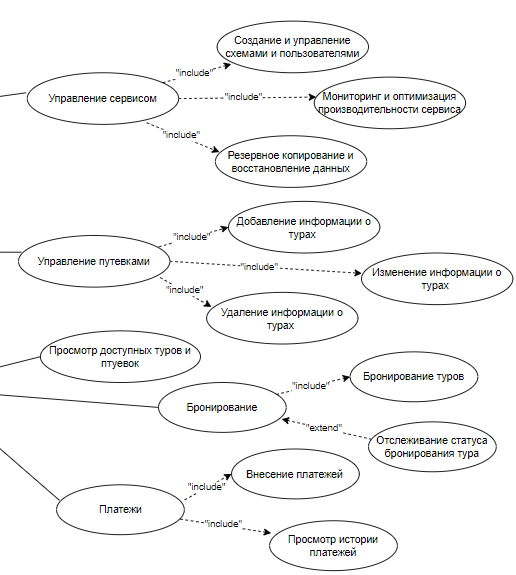 Создание и управление
схемами и пользователями
"include"
Управление сервисом
"include"
Мониторинг и оптимизация
производительности сервиса
"include"
Резервное копирование и
восстановление данных
Добавление информации о
турах
"include"
Управление путевками
"include"
Изменение информации о
турах
"include"
Удаление информации о
турах
Просмотр доступных туров и
птуевок
Бронирование туров
"include"
Бронирование
"extend"
Отслеживание статуса
бронирования тура
Внесение платежей
"include"
Платежи
"include"
Просмотр истории
платежей